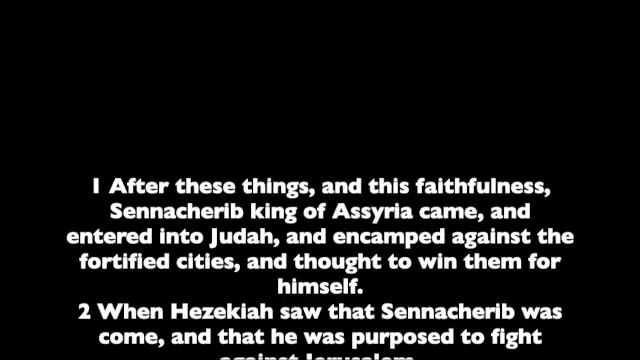 1 After these things, and this faithfulness,
Sennacherib king of Assyria came, and
entered into Judah, and encamped against the
fortified cities, and thought to win them for
himself.
2 When Hezekiah saw that Sennacherib was
come, and that he was purposed to fight
against Jerusalem